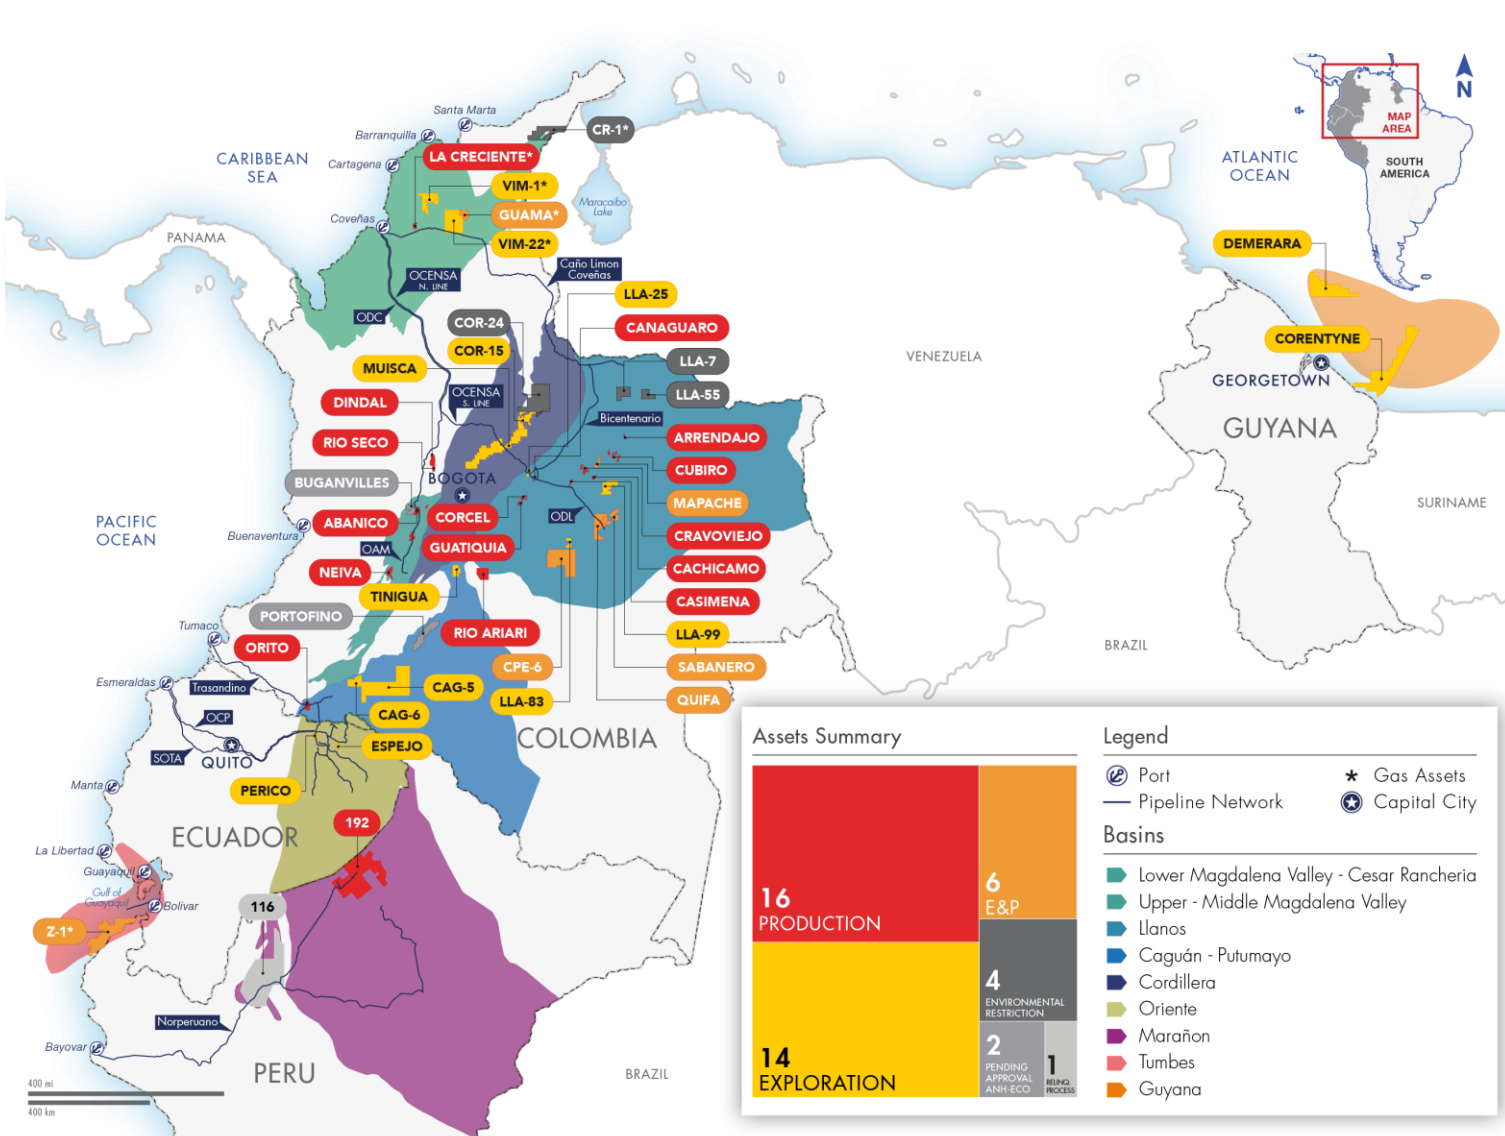 Santa Marta
Barranquilla
CR-1*
CARIBBEAN
SEA
Cartagena
LA CRECIENTE*
VIM-1*
Maracaibo
Lake
GUAMA*
Coveñas
VIM-22*
PANAMA
OCENSA
N. LINE
Caño Limon
Coveñas
ODC
LLA-25
COR-24
CANAGUARO
COR-15
LLA-7
MUISCA
OCENSA
S. LINE
LLA-55
DINDAL
Bicentenario
RIO SECO
ARRENDAJO
BOGOTA
CUBIRO
BUGANVILLES
MAPACHE
CORCEL
ODL
ABANICO
CRAVOVIEJO
PACIFIC
OCEAN
Buenaventura
OAM
GUATIQUIA
NEIVA
CACHICAMO
TINIGUA
CASIMENA
PORTOFINO
RIO ARIARI
LLA-99
Tumaco
ORITO
CPE-6
SABANERO
Esmeraldas
Trasandino
CAG-5
LLA-83
QUIFA
OCP
CAG-6
COLOMBIA
SOTA
QUITO
ESPEJO
Manta
PERICO
ECUADOR
192
La Libertad
Guayaquil
Gulf of
Guayaquil
Bolivar
116
Z-1*
Norperuano
Bayovar
PERU
BRAZIL
400 mi
400 km
VENEZUELA
BRAZIL
ATLANTIC
OCEAN
MAP
AREA
SOUTH
AMERICA
N
DEMERARA
CORENTYNE
GEORGETOWN
GUYANA
SURINAME
Assets Summary
16
PRODUCTION
6
E&P
14
EXPLORATION
4
ENVIRONMENTAL
RESTRICTION
2
PENDING
APPROVAL
ANH-ECO
1
RELINQ.
PROCESS
Legend
Port
* Gas Assets
Pipeline Network
Capital City
Basins
Lower Magdalena Valley - Cesar Rancheria
Upper - Middle Magdalena Valley
Llanos
Caguán - Putumayo
Cordillera
Oriente
Marañon
Tumbes
Guyana